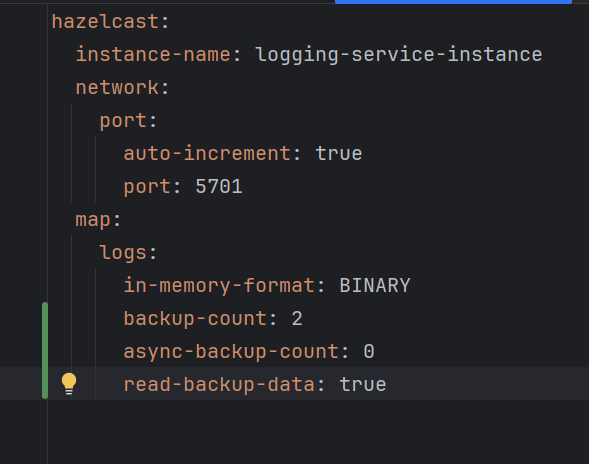 hazelcast:
  instance-name: logging-service-instance
  network:
    port:
      auto-increment: true
      port: 5701
  map:
    logs:
      in-memory-format: BINARY
      backup-count: 2
      async-backup-count: 0
      read-backup-data: true